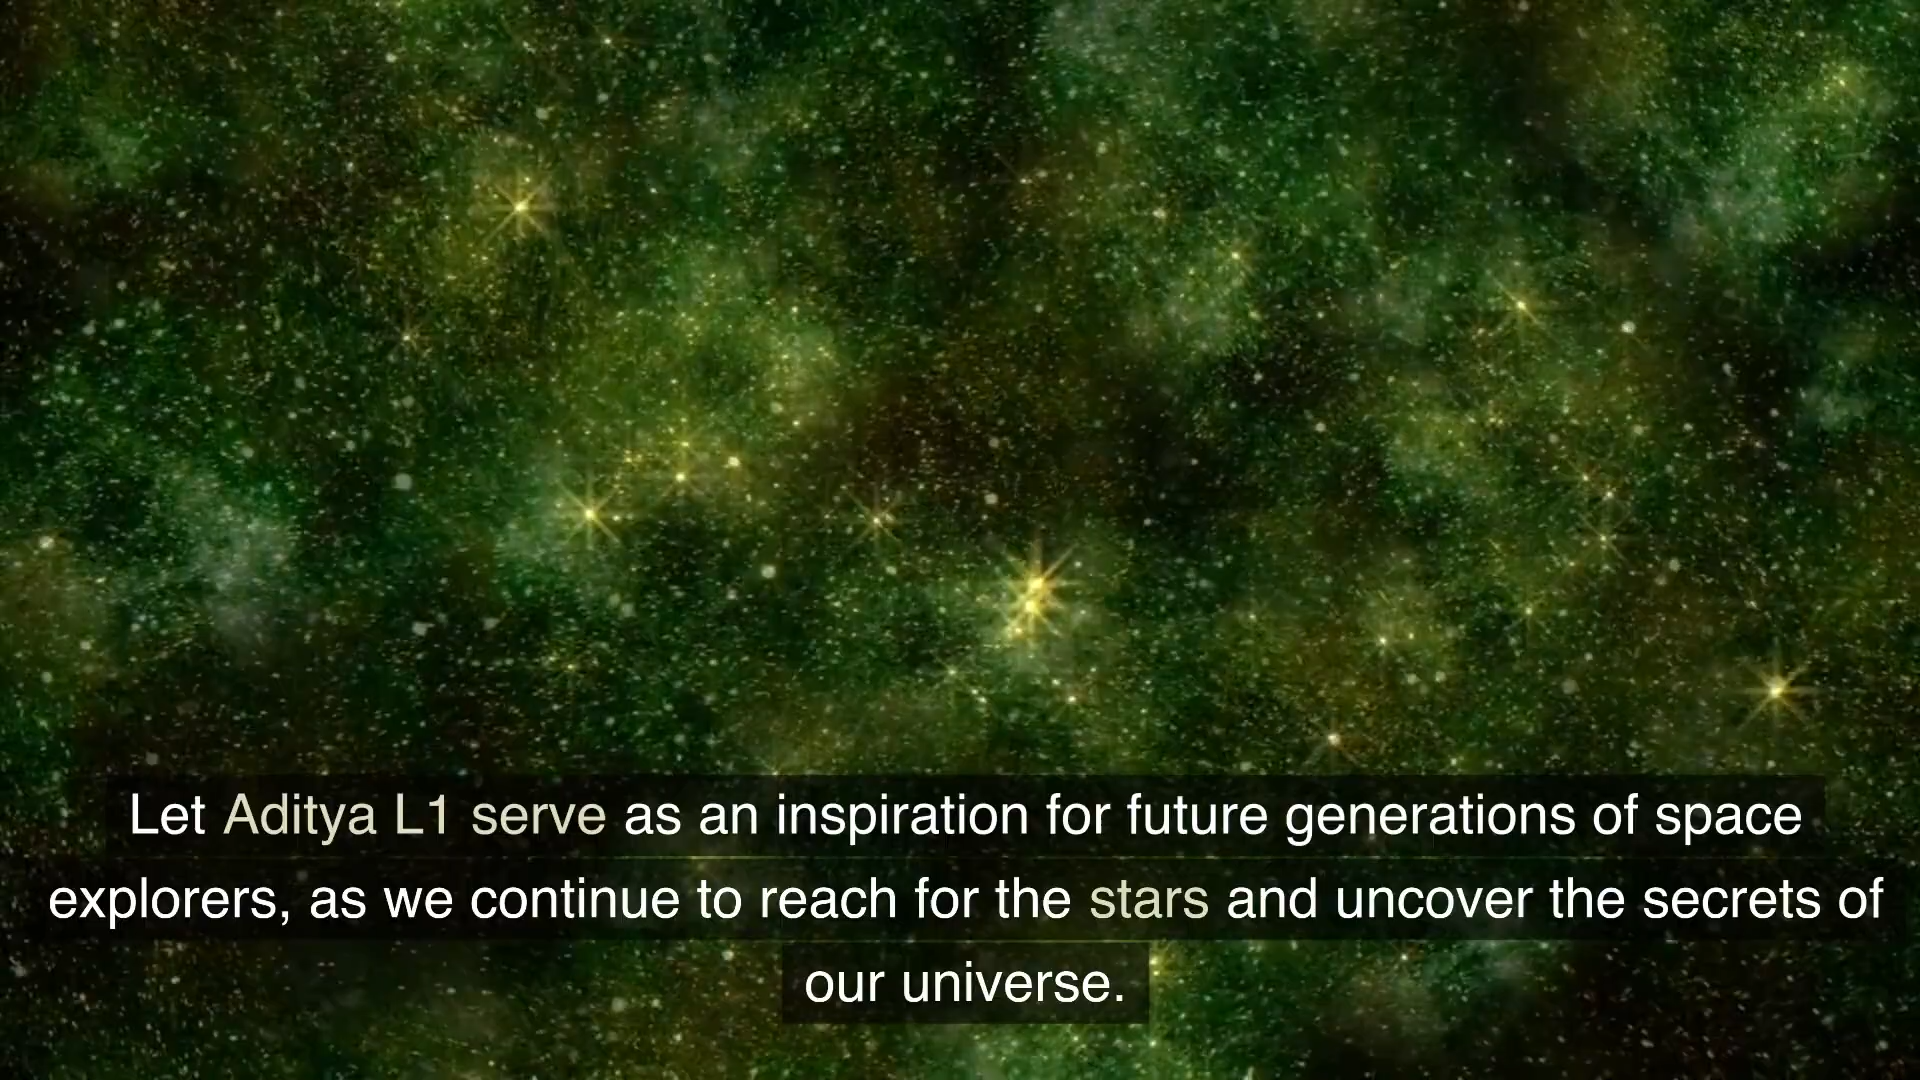 Let Aditya L1 serve as an inspiration for future generations of space
explorers, as we continue to reach for the stars and uncover the secrets of
our universe.